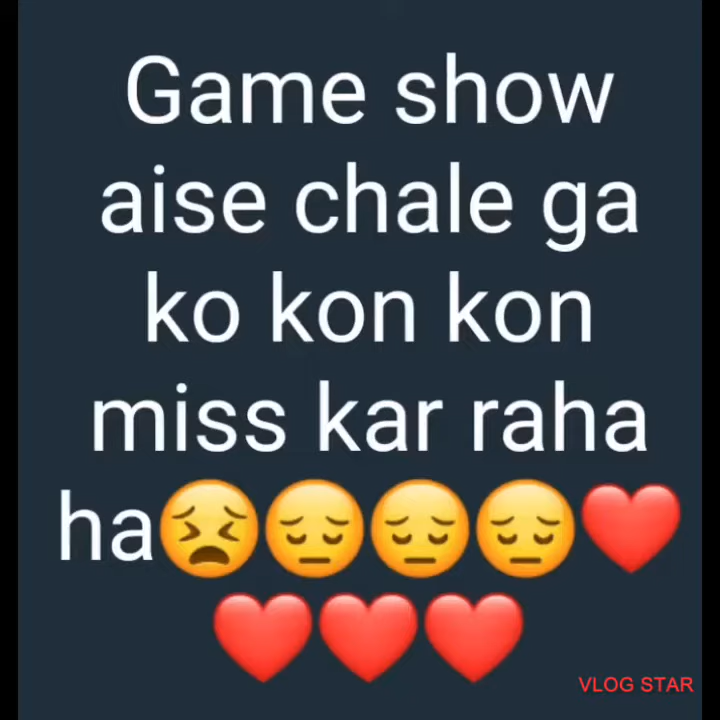 Game show
aise chale ga
ko kon kon
miss kar raha
ha😣😔😔😔❤️
❤️❤️❤️
VLOG STAR